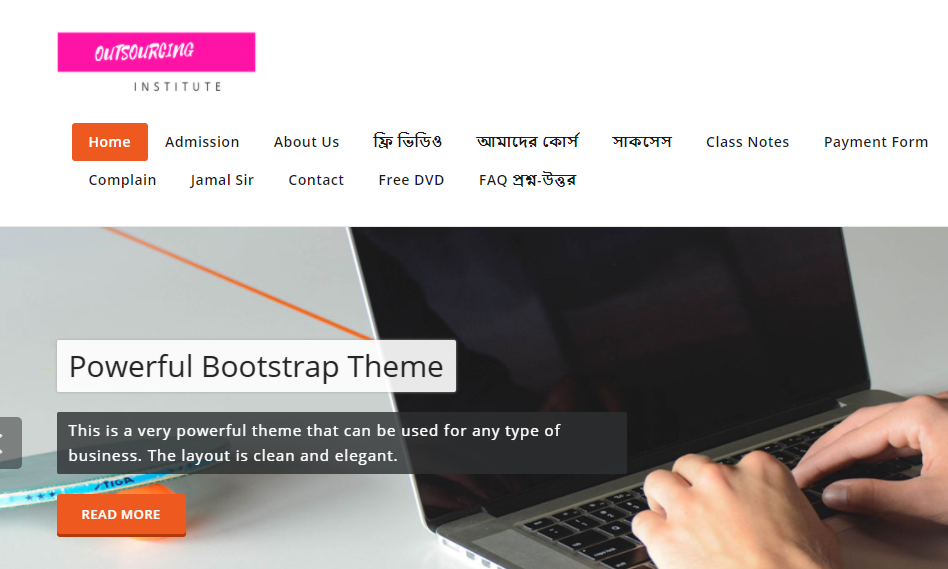 OUTSOURCING
INSTITUTE
Home Admission About Us ফ্রি ভিডিও আমাদের কোর্স সাকসেস Class Notes Payment Form
Complain Jamal Sir Contact Free DVD FAQ প্রশ্ন-উত্তর
Powerful Bootstrap Theme
This is a very powerful theme that can be used for any type of
business. The layout is clean and elegant.
TIGA
READ MORE